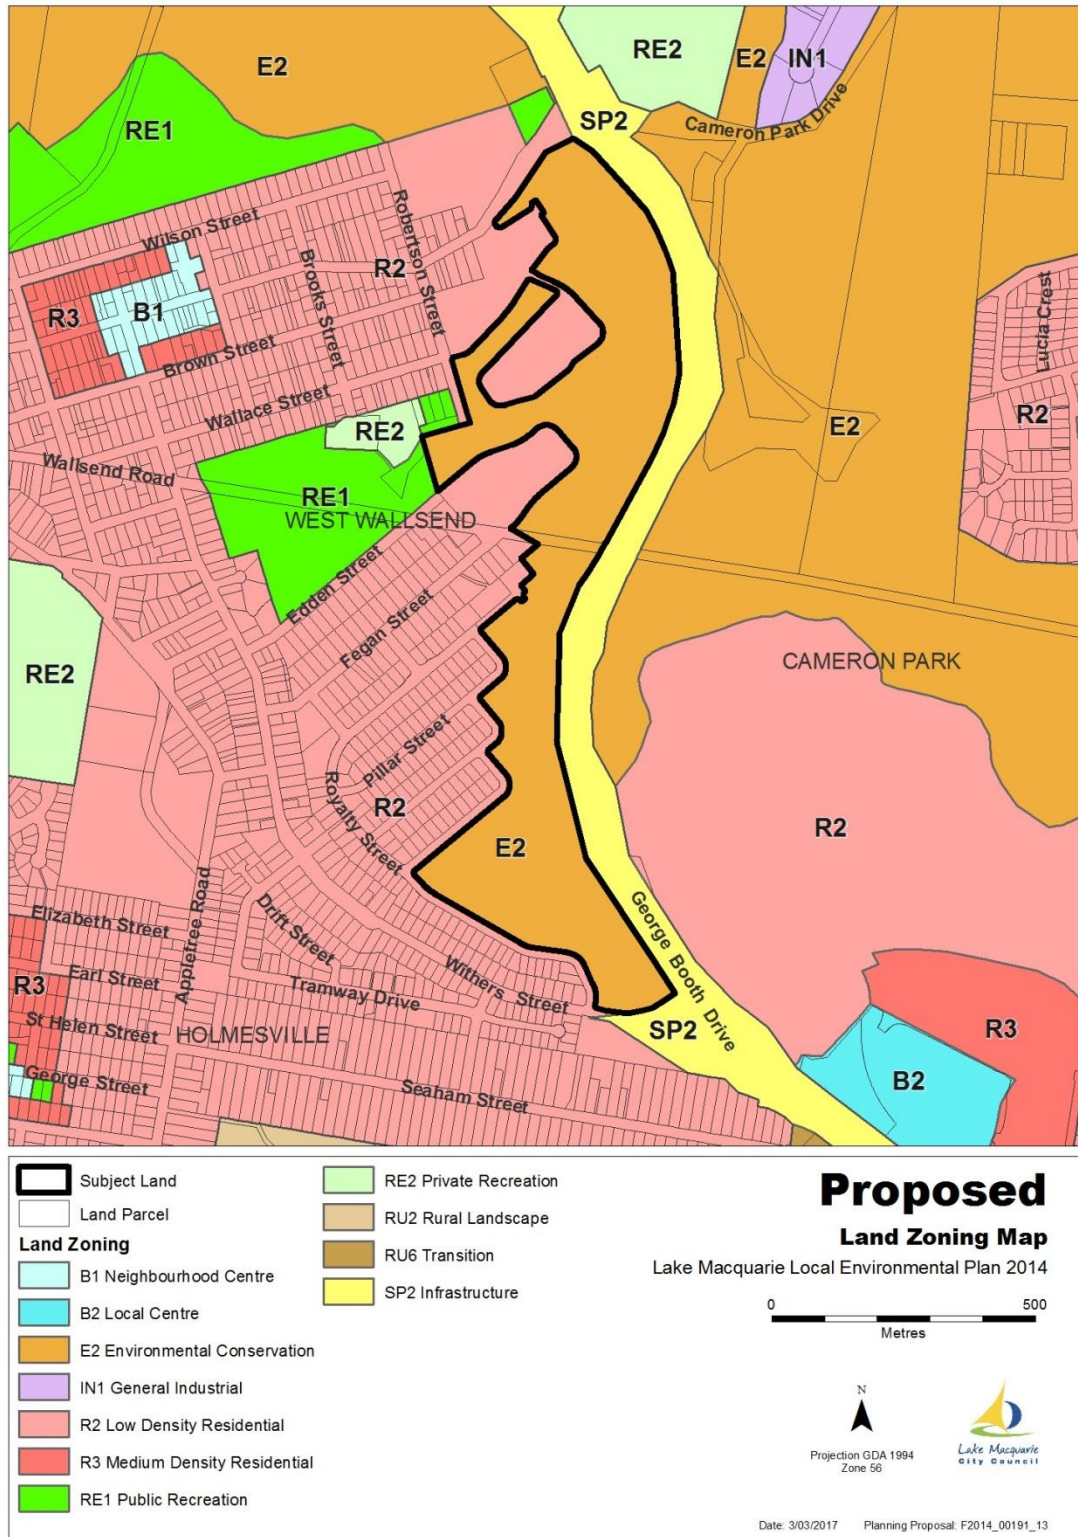 E2
RE2
E2
IN1
RE1
SP2
Cameron Park Drive
Wilson Street
Robertson Street
R2
Brooks Street
Lucia Crest
R3
B1
Brown Street
Wallace Street
R2
RE2
E2
Wallsend Road
RE1
WEST WALLSEND
Edden Street
Fegan Street
RE2
CAMERON PARK
Pillar Street
Royalty Street
R2
R2
E2
Elizabeth Street
Appletree Road
Drift Street
George Booth Drive
Earl Street
Withers Street
R3
Tramway Drive
St Helen Street
HOLMESVILLE
SP2
R3
George Street
Seaham Street
B2
Subject Land
Land Parcel
Land Zoning
B1 Neighbourhood Centre
B2 Local Centre
E2 Environmental Conservation
IN1 General Industrial
R2 Low Density Residential
R3 Medium Density Residential
RE1 Public Recreation
RE2 Private Recreation
RU2 Rural Landscape
RU6 Transition
SP2 Infrastructure
Proposed
Land Zoning Map
Lake Macquarie Local Environmental Plan 2014
0 500
Metres
N
Projection GDA 1994
Zone 56
Lake Macquarie
City Council
Date: 3/03/2017 Planning Proposal: F2014_00191_13